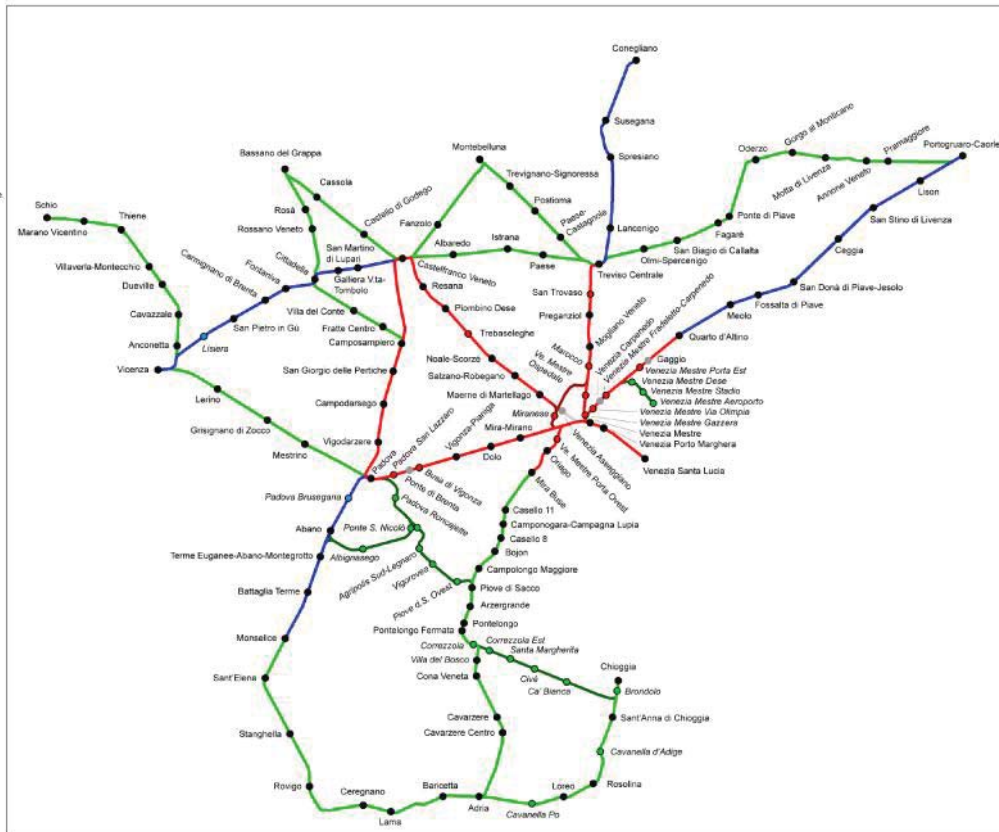 Conegliano
Susegana
Spresiano
Lancenigo
Treviso Centrale
Montebelluna
Trevignano-Signoressa
Postioma
Paese-
Castagnole
Fanzolo
Albaredo
Istrana
Paese
Oderzo
Gorgo al Monticano
Motta di Livenza
Annone Veneto
Pramaggiore
Portogruaro-Caorle
Ponte di Piave
Fagarè
San Biagio di Callalta
Olmi-Spercenigo
Lison
San Stino di Livenza
Ceggia
San Donà di Piave-Jesolo
Fossalta di Piave
Meolo
Quarto d'Altino
Gaggio
Bassano del Grappa
Cassola
Castello di Godego
Rosà
Rossano Veneto
Cittadella
San Martino
di Lupari
Galliera V.ta-
Tombolo
Castelfranco Veneto
Resana
Piombino Dese
Trebaseleghe
Noale-Scorzè
Salzano-Robegano
Maerne di Martellago
Schio
Marano Vicentino
Thiene
Villaverla-Montecchio
Dueville
Cavazzale
Anconetta
Vicenza
Lisiera
San Pietro in Gù
Carmignano di Brenta
Fontaniva
Villa del Conte
Fratte Centro
Camposampiero
San Giorgio delle Pertiche
Campodarsego
Vigodarzere
Lerino
Grisignano di Zocco
Mestrino
Padova
Padova San Lazzaro
Ponte di Brenta
Busa di Vigonza
Vigonza-Pianiga
Dolo
Mira-Mirano
San Trovaso
Preganziol
Mogliano Veneto
Marocco
Ve. Mestre
Ospedale
Venezia Carpenedo
Venezia Mestre Fradeletto-Carpenedo
Miranese
Venezia Mestre Porta Est
Venezia Mestre Dese
Venezia Mestre Stadio
Venezia Mestre Aeroporto
Venezia Mestre Via Olimpia
Venezia Mestre Gazzera
Venezia Mestre
Venezia Porto Marghera
Venezia Santa Lucia
Venezia Asseggiano
Ve. Mestre Porta Ovest
Oriago
Mira Buse
Casello 11
Camponogara-Campagna Lupia
Casello 8
Bojon
Campolongo Maggiore
Piove di Sacco
Arzergrande
Pontelongo
Pontelongo Fermata
Padova Brusegana
Abano
Terme Euganee-Abano-Montegrotto
Albignasego
Ponte S. Nicolò
Padova Roncajette
Agripolis Sud-Legnaro
Vigorovea
Piove d.S. Ovest
Battaglia Terme
Monselice
Sant'Elena
Stanghella
Rovigo
Ceregnano
Lama
Baricetta
Adria
Cavanella Po
Loreo
Rosolina
Cavanella d'Adige
Sant'Anna di Chioggia
Brondolo
Chioggia
Correzzola
Correzzola Est
Santa Margherita
Civè
Ca' Bianca
Villa del Bosco
Cona Veneta
Cavarzere
Cavarzere Centro